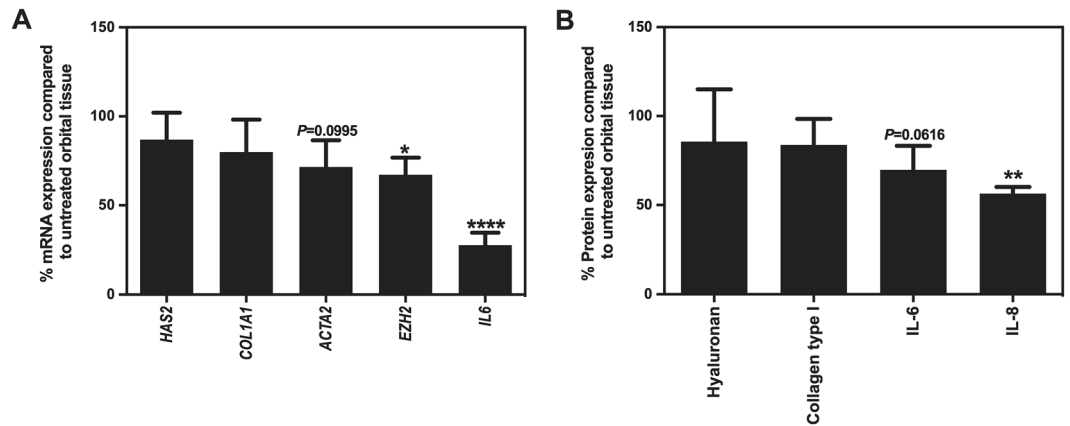 A
% mRNA expression compared
to untreated orbital tissue
150
100
50
0
P=0.0995
*
****
HAS2
COL1A1
ACTA2
EZH2
IL6
B
% Protein expresion compared
to untreated orbital tissue
150
100
50
0
P=0.0616
**
Hyaluronan
Collagen type I
IL-6
IL-8